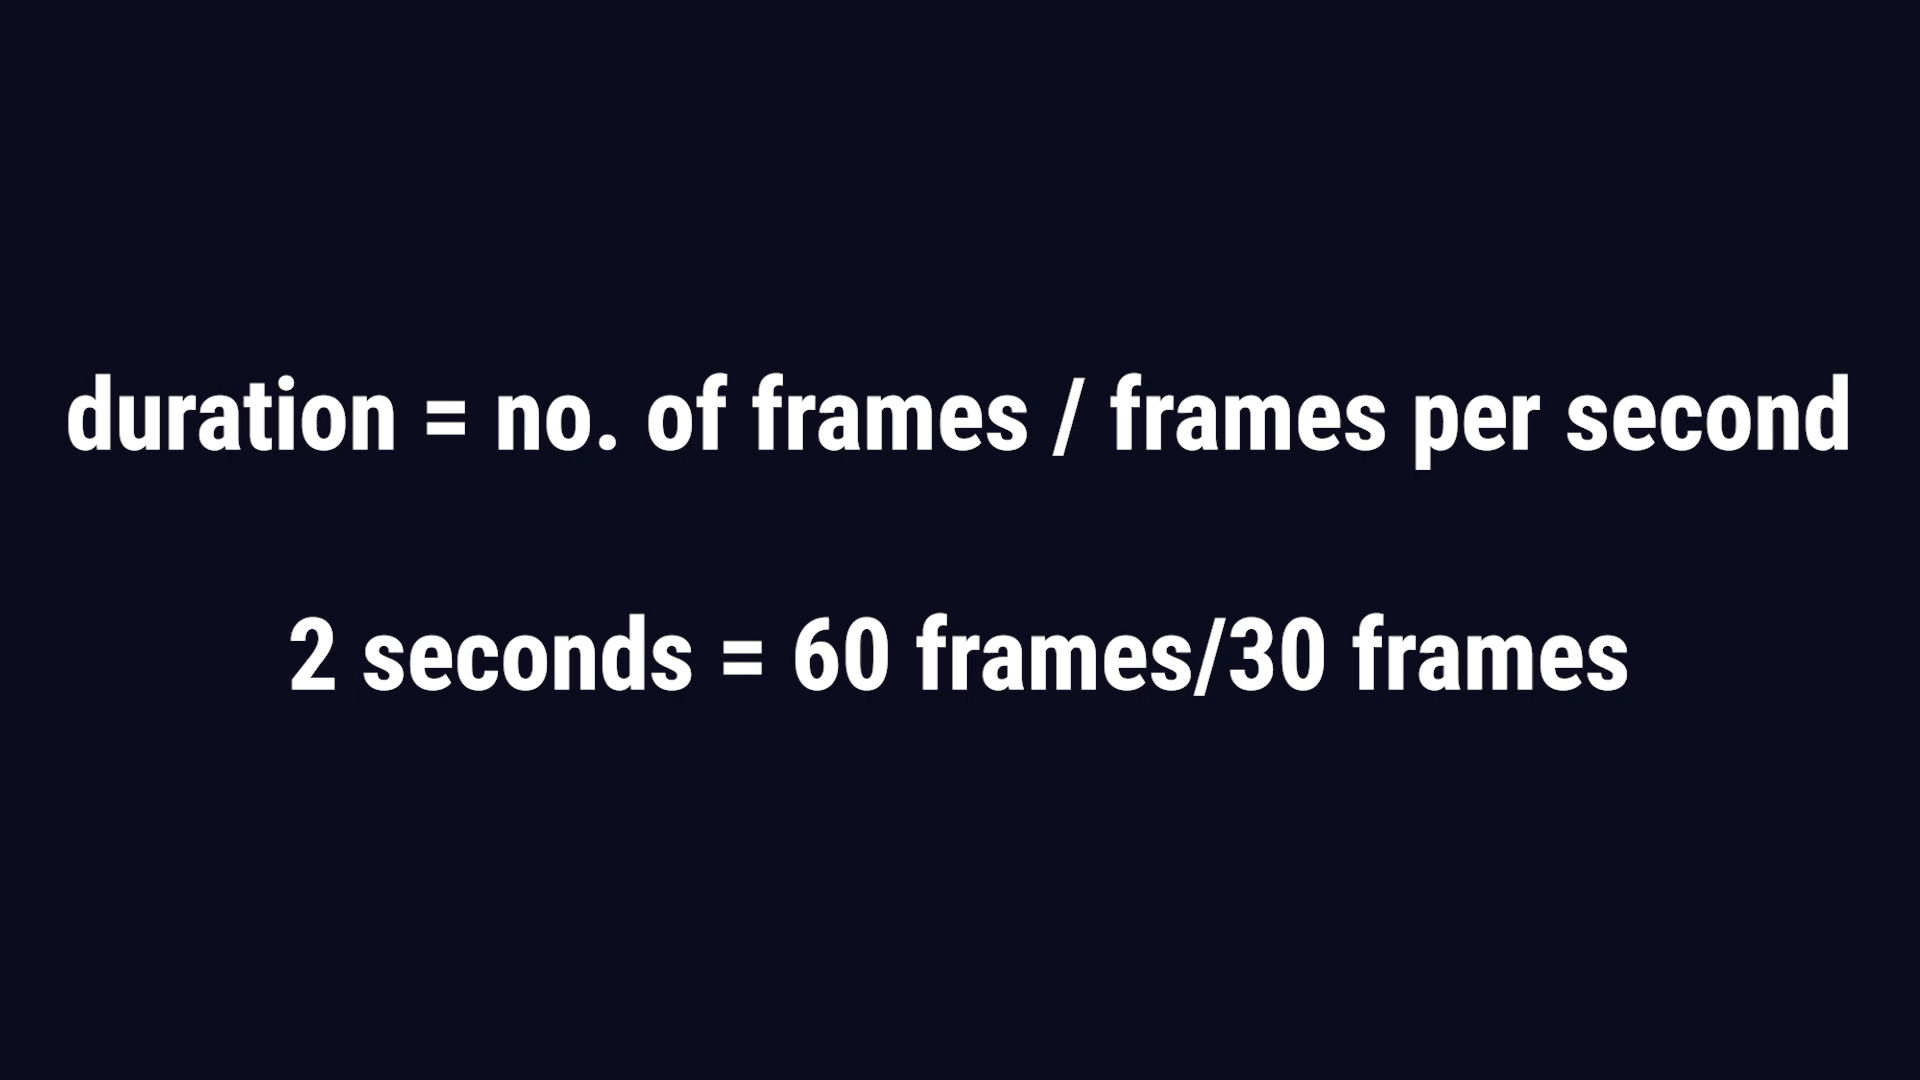 duration = no. of frames / frames per second
2 seconds = 60 frames/30 frames